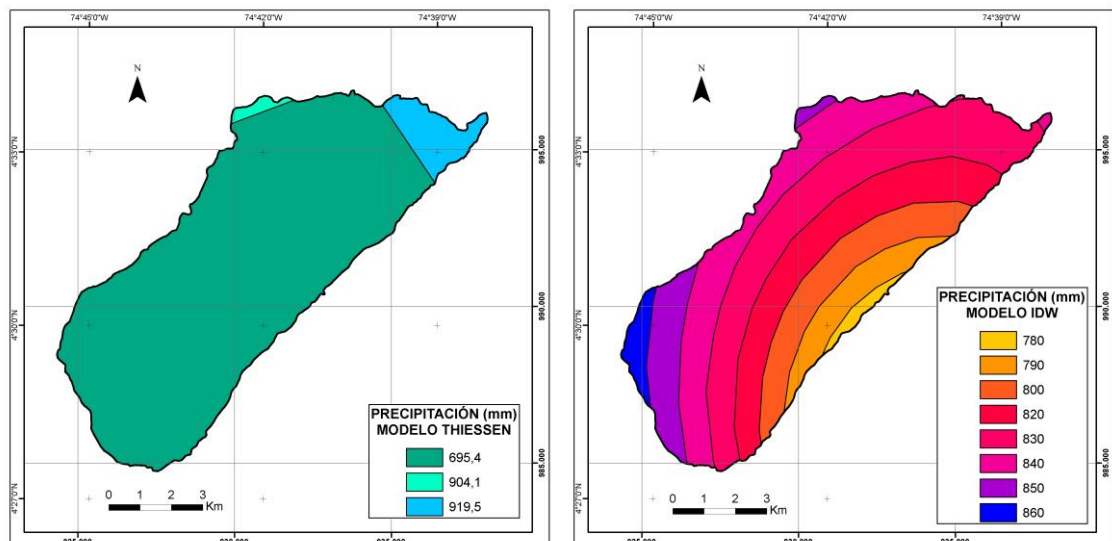 74°45'0"W 74°42'0"W 74°39'0"W
N
4°33'0"N
4°30'0"N
4°27'0"N
995.000
990.000
985.000
PRECIPITACIÓN (mm)
MODELO THIESSEN
695,4
904,1
919,5
0 1 2 3
Km
74°45'0"W 74°42'0"W 74°39'0"W
N
4°33'0"N
4°30'0"N
4°27'0"N
995.000
990.000
985.000
PRECIPITACIÓN (mm)
MODELO IDW
780
790
800
820
830
840
850
860
0 1 2 3
Km